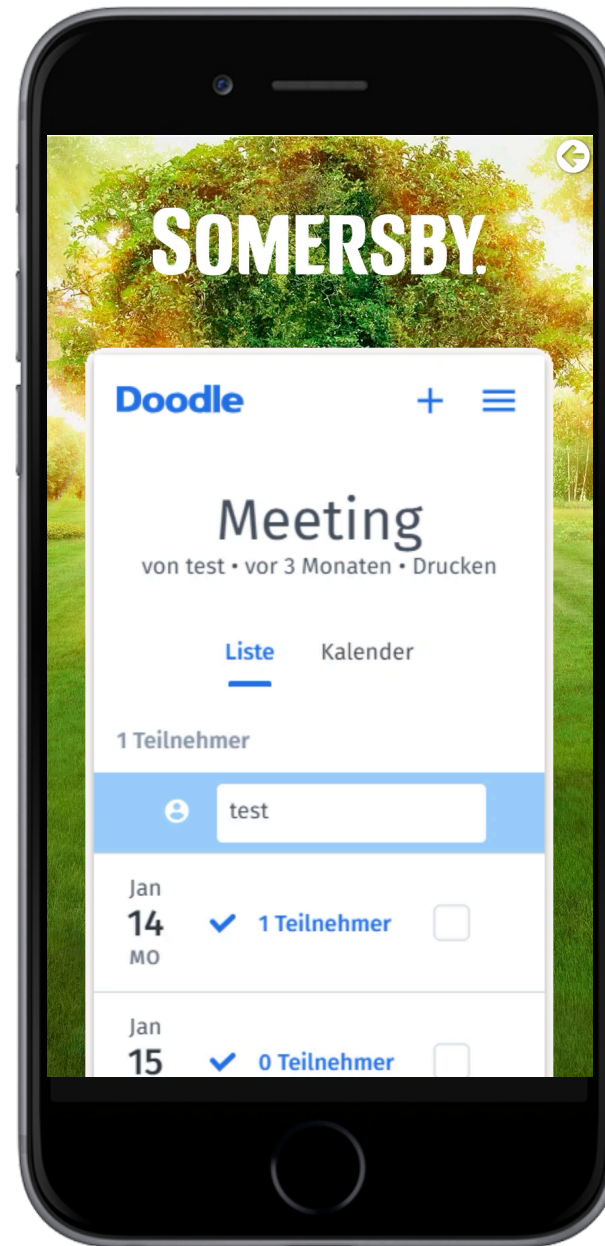 SOMERSBY.
Doodle
Meeting
von test • vor 3 Monaten • Drucken
Liste Kalender
1 Teilnehmer
test
Jan
14 1 Teilnehmer
MO
Jan
15 0 Teilnehmer